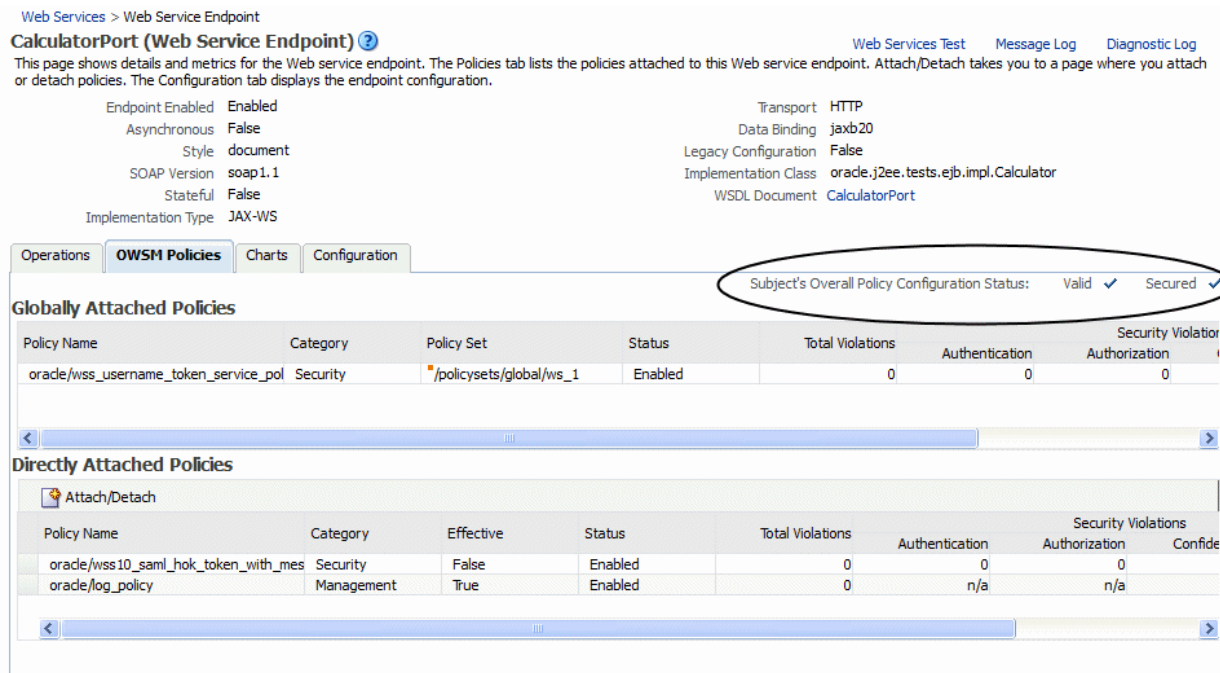 Web Services > Web Service Endpoint
CalculatorPort (Web Service Endpoint) ?
Web Services Test Message Log Diagnostic Log
This page shows details and metrics for the Web service endpoint. The Policies tab lists the policies attached to this Web service endpoint. Attach/Detach takes you to a page where you attach
or detach policies. The Configuration tab displays the endpoint configuration.
Endpoint Enabled Enabled
Asynchronous False
Style document
SOAP Version soap1.1
Stateful False
Implementation Type JAX-WS
Transport HTTP
Data Binding jaxb20
Legacy Configuration False
Implementation Class oracle.j2ee.tests.ejb.impl.Calculator
WSDL Document CalculatorPort
Operations OWSM Policies Charts Configuration
Subject's Overall Policy Configuration Status: Valid Secured
Globally Attached Policies
Policy Name Category Policy Set Status Total Violations Security Violation
Authentication Authorization
oracle/wss_username_token_service_pol Security /policysets/global/ws_1 Enabled 0 0 0
Directly Attached Policies
Attach/Detach
Policy Name Category Effective Status Total Violations Security Violations
Authentication Authorization Confide
oracle/wss10_saml_hok_token_with_mes Security False Enabled 0 0 0
oracle/log_policy Management True Enabled 0 n/a n/a